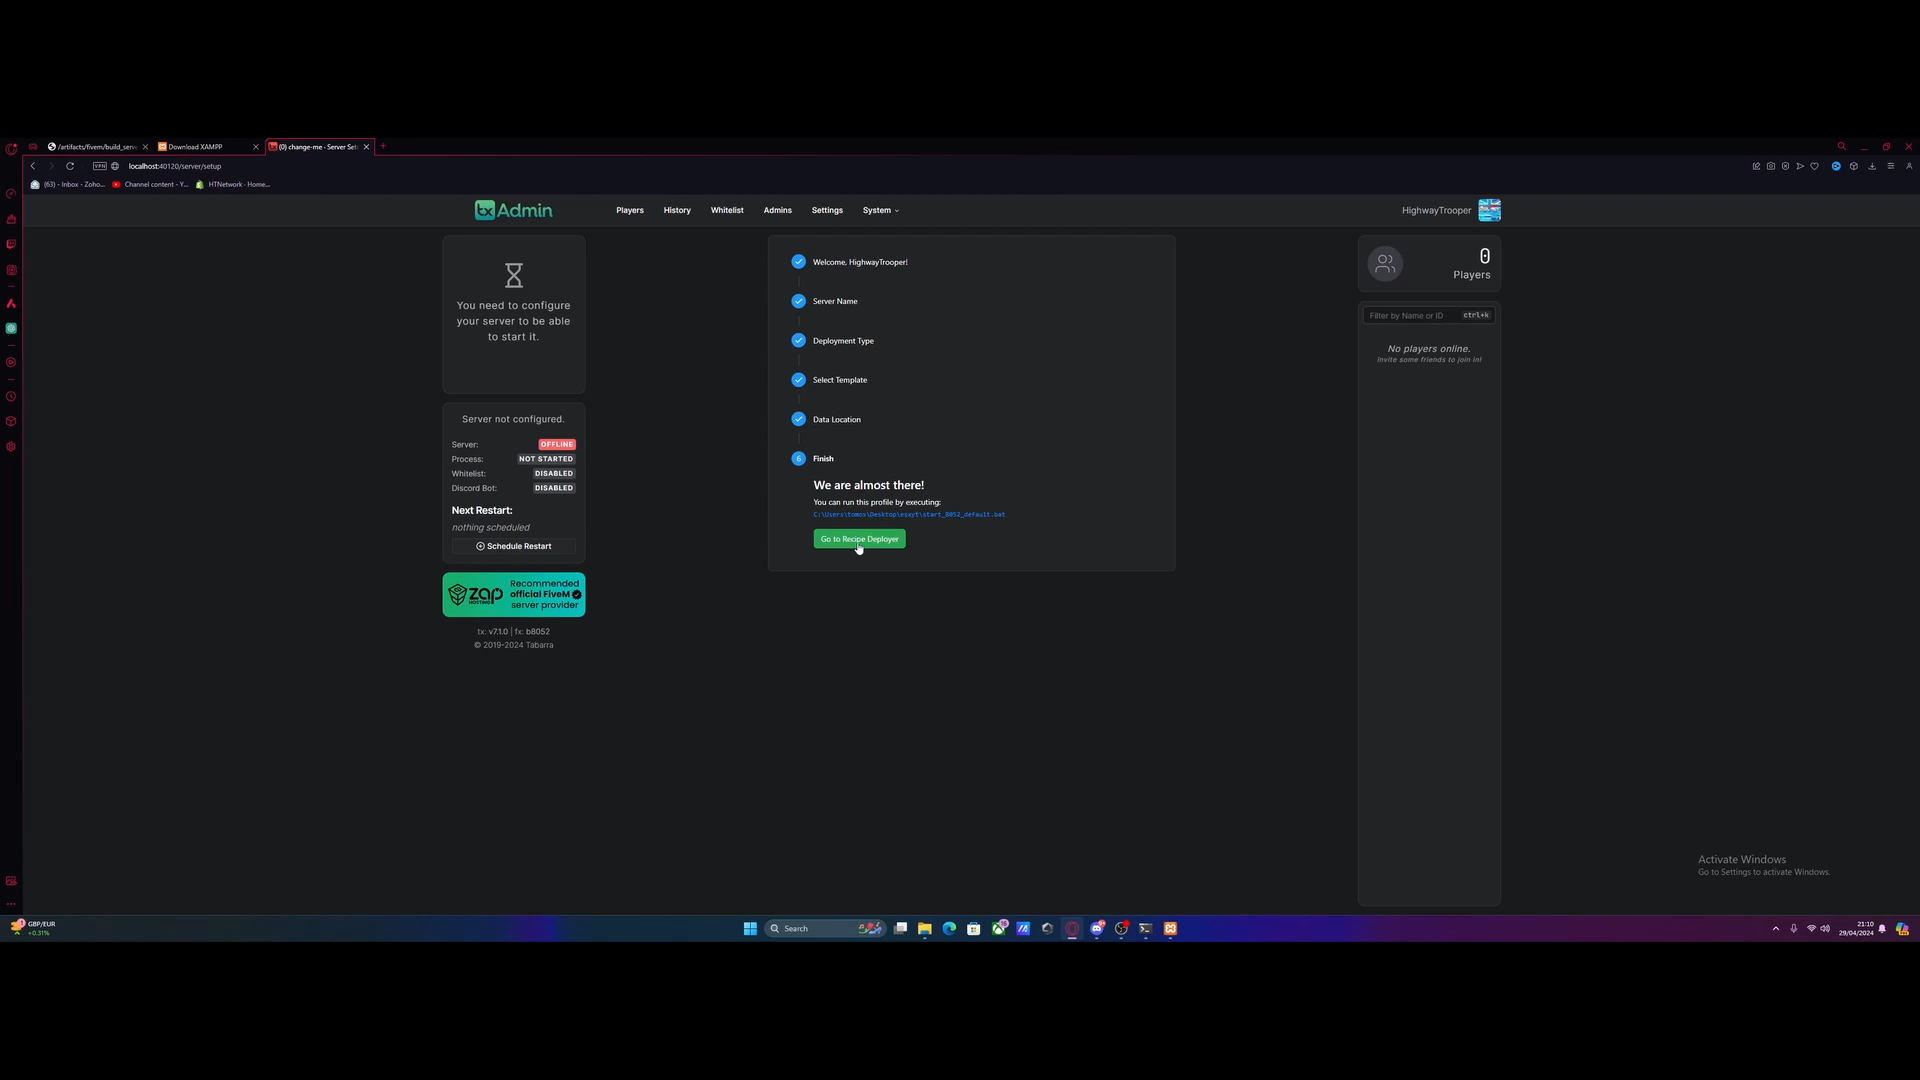 /artifacts/fivem/build_serve
Download XAMPP
(0) change-me - Server Set
VPN
localhost:40120/server/setup
(63) - Inbox - Zoho...
Channel content - Y...
HTNetwork · Home...
tx Admin
Players
History
Whitelist
Admins
Settings
System
HighwayTrooper
You need to configure
your server to be able
to start it.
Server not configured.
Server: OFFLINE
Process: NOT STARTED
Whitelist: DISABLED
Discord Bot: DISABLED
Next Restart:
nothing scheduled
Schedule Restart
ZAP HOSTING
Recommended
official FiveM
server provider
tx: v7.1.0 | fx: b8052
© 2019-2024 Tabarra
Welcome, HighwayTrooper!
Server Name
Deployment Type
Select Template
Data Location
6 Finish
We are almost there!
You can run this profile by executing:
C:\Users\tomos\Desktop\esxyt\start_8052_default.bat
Go to Recipe Deployer
0
Players
Filter by Name or ID
ctrl+k
No players online.
Invite some friends to join in!
Activate Windows
Go to Settings to activate Windows.
GBP/EUR
+0.31%
Search
21:10
29/04/2024